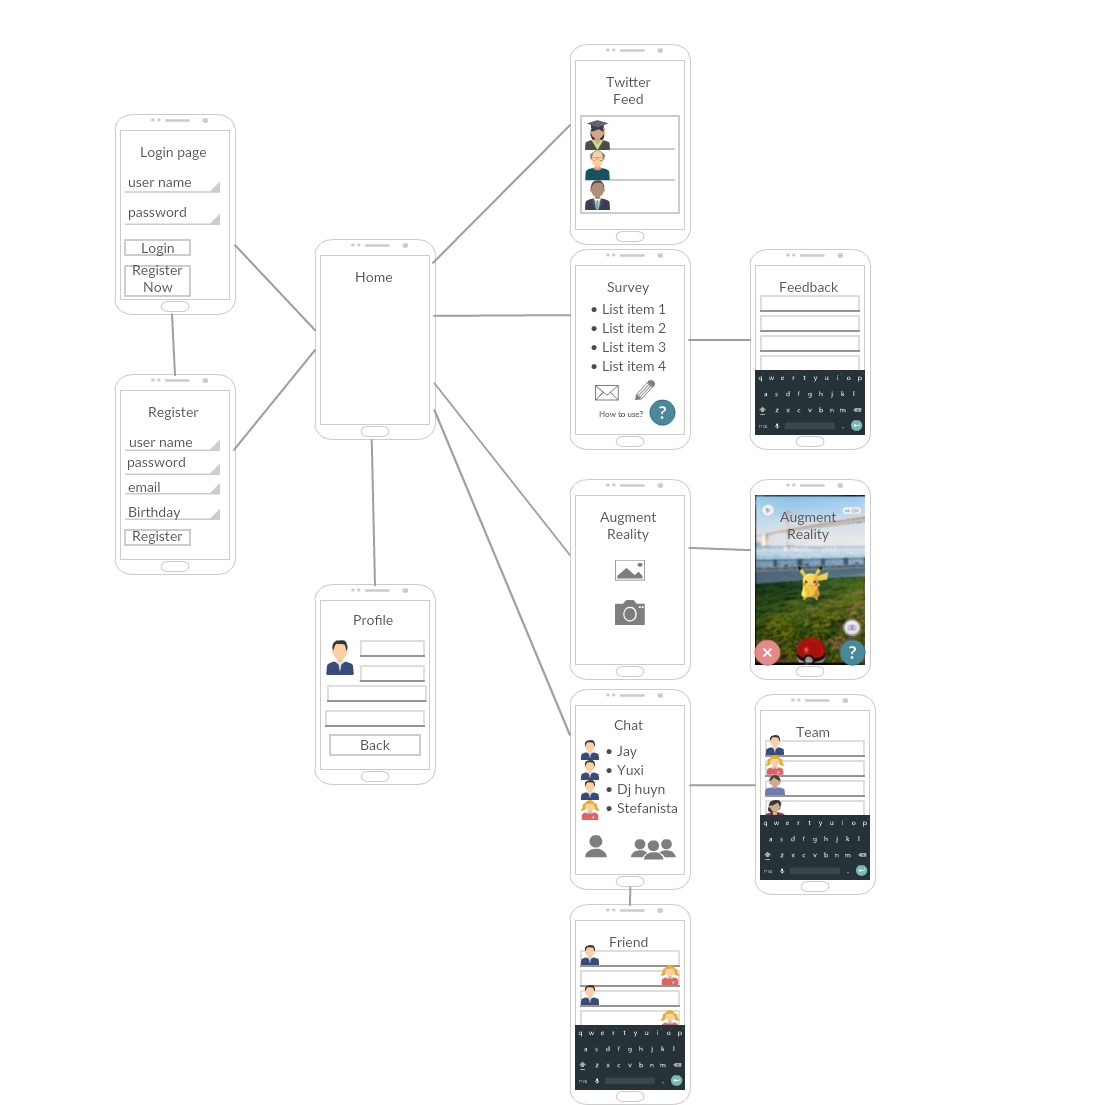 Twitter
Feed
Login page
user name
password
Login
Register
Now
Home
Survey
• List item 1
• List item 2
• List item 3
• List item 4
How to use?
?
Feedback
q w e r t y u i o p
a s d f g h j k l
z x c v b n m
.
Register
user name
password
email
Birthday
Register
Augment
Reality
Augment
Reality
?
Profile
Back
Chat
• Jay
• Yuxi
• Dj huyn
• Stefanista
Team
q w e r t y u i o p
a s d f g h j k l
z x c v b n m
.
Friend
q w e r t y u i o p
a s d f g h j k l
z x c v b n m
.